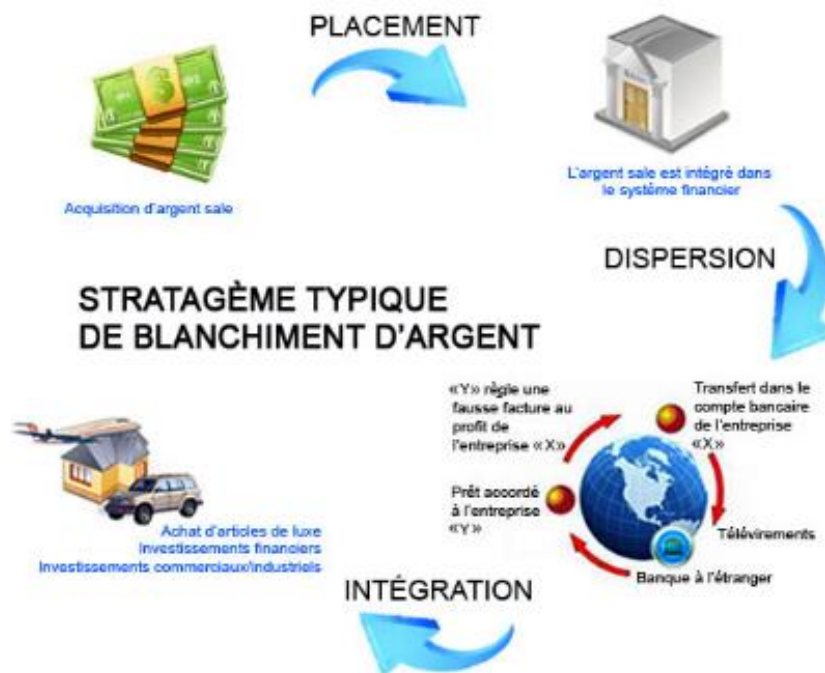 PLACEMENT
Acquisition d'argent sale
L'argent sale est intégré dans
le système financier
DISPERSION
STRATAGÈME TYPIQUE
DE BLANCHIMENT D'ARGENT
«Y» règle une
fausse facture au
profit de
l'entreprise «X»
Transfert dans le
compte bancaire
de l'entreprise
«X»
Prêt accordé
à l'entreprise
«Y»
Télévirements
Banque à l'étranger
Achat d'articles de luxe
Investissements financiers
Investissements commerciaux/industriels
INTÉGRATION